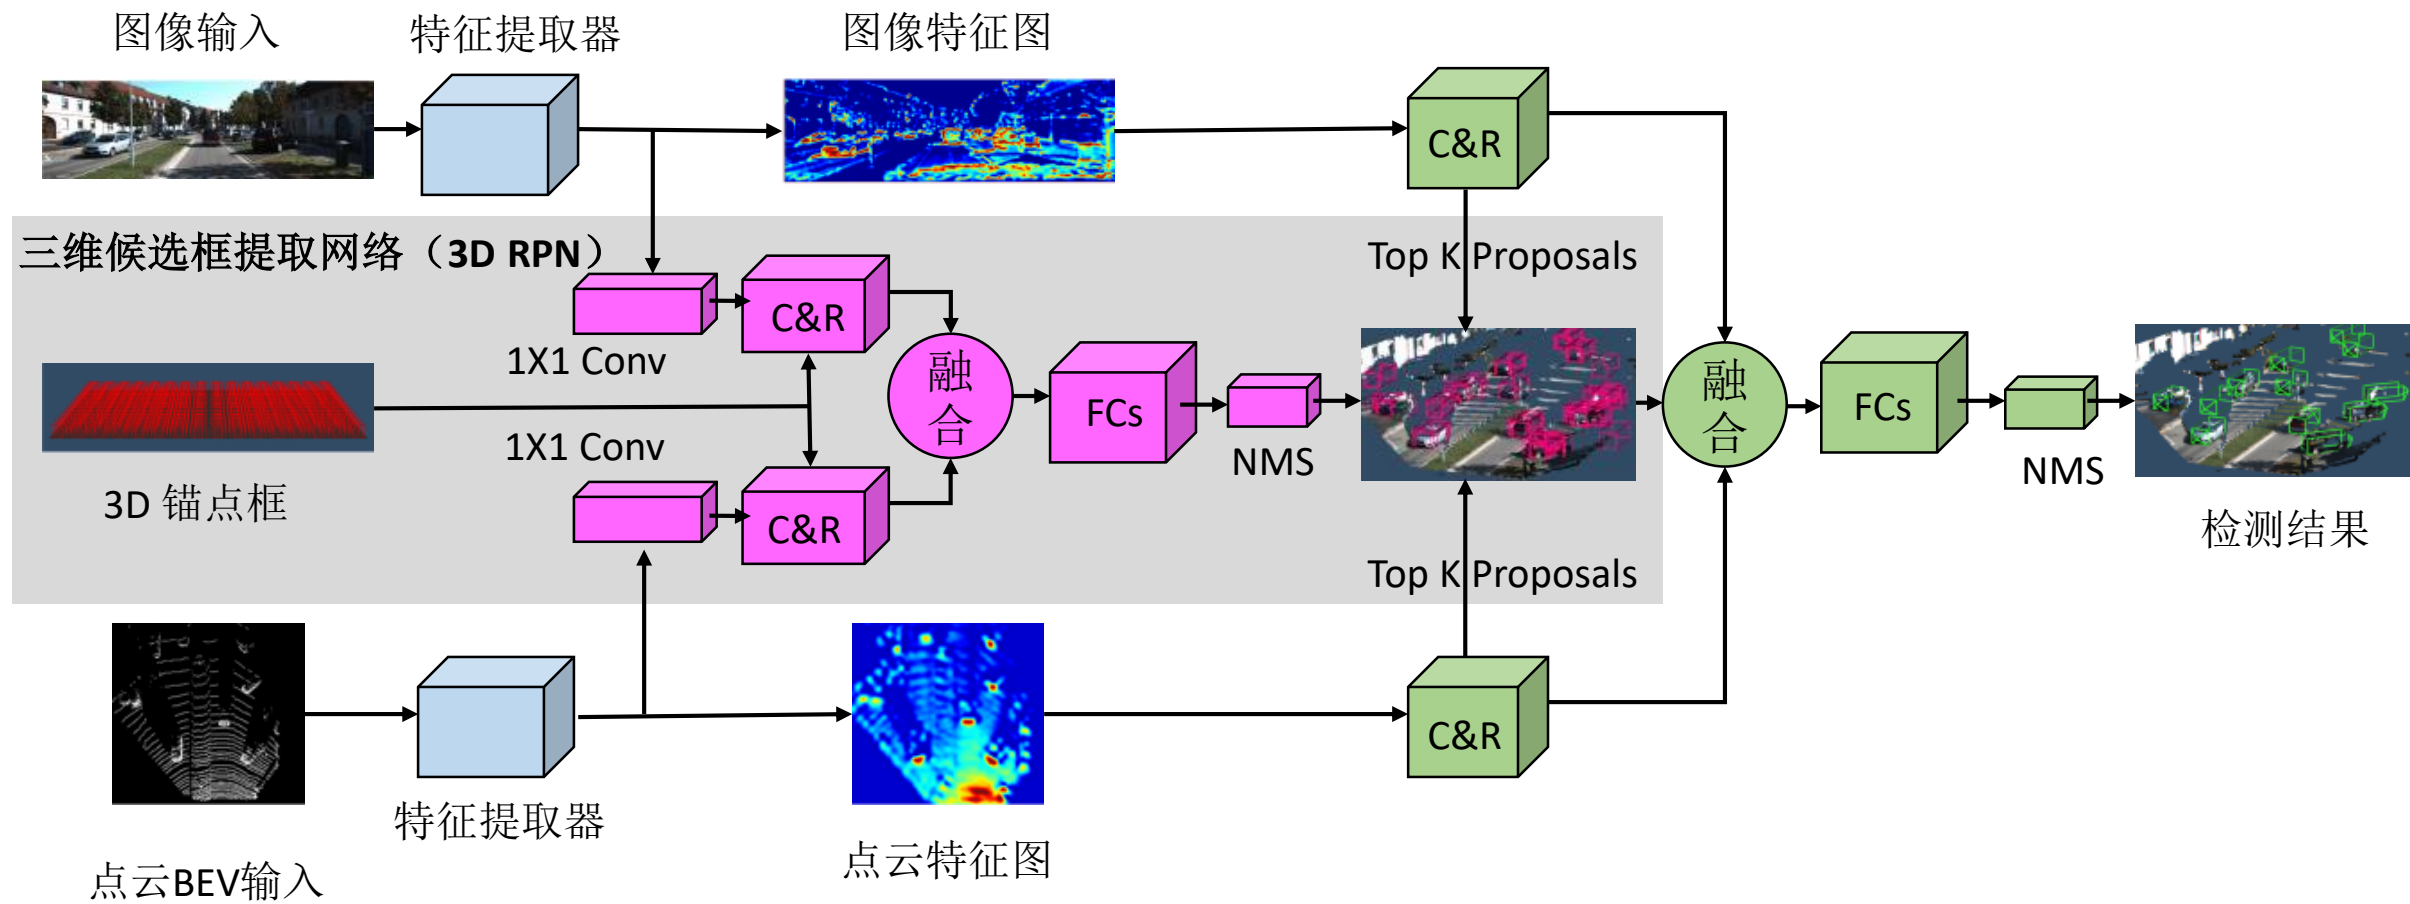 图像输入
特征提取器
图像特征图
C&R
三维候选框提取网络（3D RPN）
Top K Proposals
C&R
1X1 Conv
融合
FCs
NMS
融合
FCs
NMS
1X1 Conv
3D 锚点框
C&R
检测结果
Top K Proposals
C&R
特征提取器
点云特征图
点云BEV输入